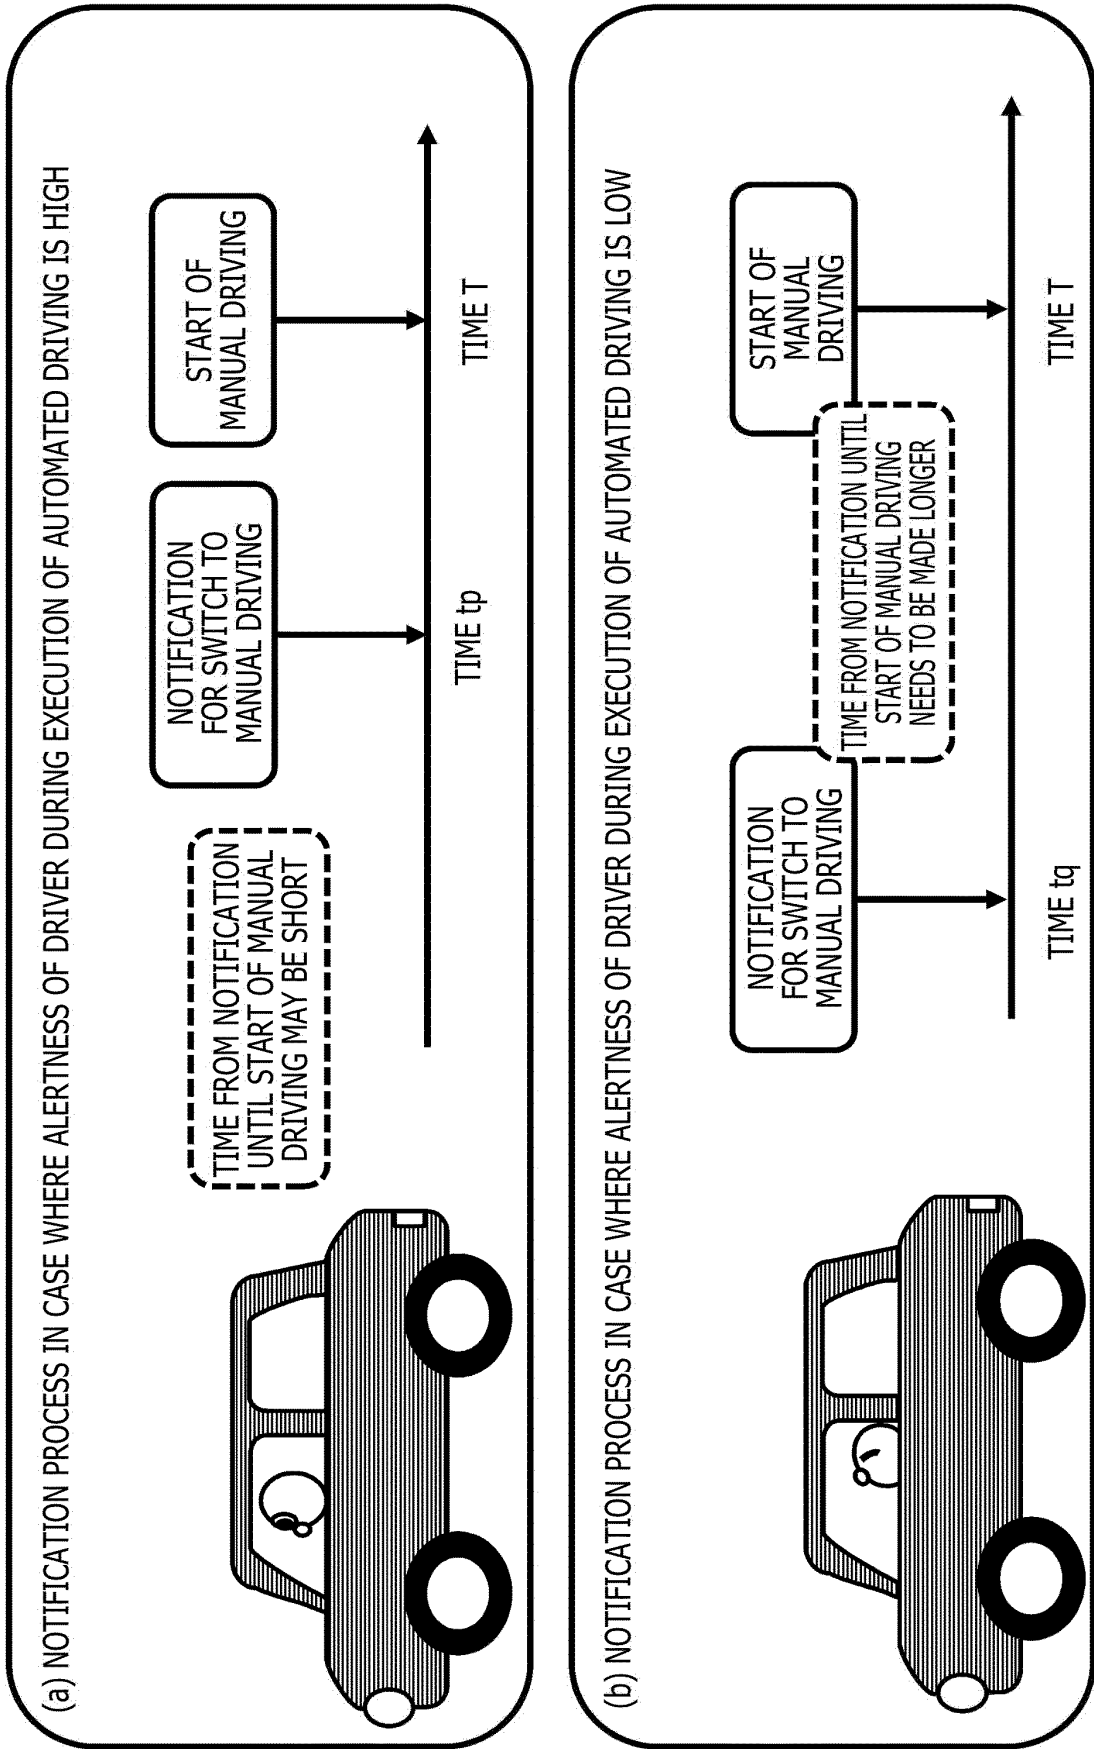 (a) NOTIFICATION PROCESS IN CASE WHERE ALERTNESS OF DRIVER DURING EXECUTION OF AUTOMATED DRIVING IS HIGH
TIME FROM NOTIFICATION
UNTIL START OF MANUAL
DRIVING MAY BE SHORT
NOTIFICATION
FOR SWITCH TO
MANUAL DRIVING
START OF
MANUAL DRIVING
TIME tp
TIME T
(b) NOTIFICATION PROCESS IN CASE WHERE ALERTNESS OF DRIVER DURING EXECUTION OF AUTOMATED DRIVING IS LOW
NOTIFICATION
FOR SWITCH TO
MANUAL DRIVING
TIME FROM NOTIFICATION UNTIL
START OF MANUAL DRIVING
NEEDS TO BE MADE LONGER
START OF
MANUAL
DRIVING
TIME tq
TIME T